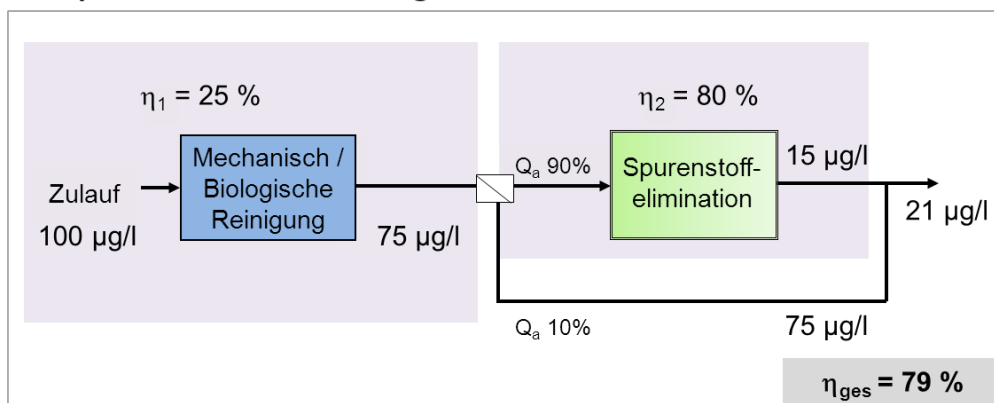 η₁ = 25 %
η₂ = 80 %
Mechanisch /
Biologische
Reinigung
Zulauf
100 µg/l
75 µg/l
Qₐ 90%
Spurenstoff-
elimination
15 µg/l
21 µg/l
Qₐ 10%
75 µg/l
ηges = 79 %